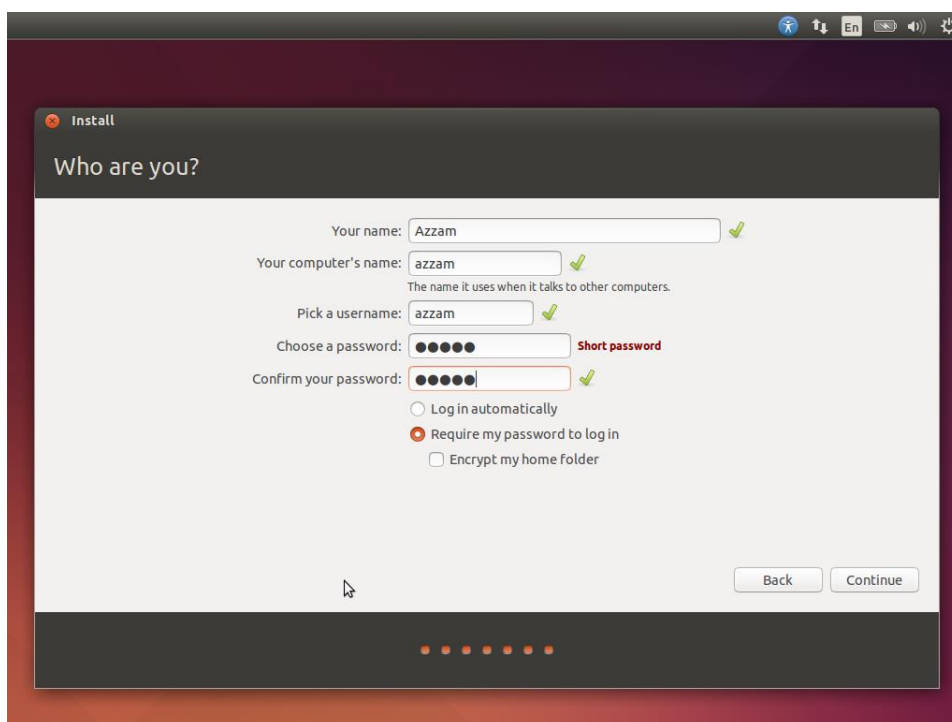 En
Install
Who are you?
Your name: Azzam
Your computer's name: azzam
The name it uses when it talks to other computers.
Pick a username: azzam
Choose a password: ●●●●● Short password
Confirm your password: ●●●●●
Log in automatically
Require my password to log in
Encrypt my home folder
Back Continue